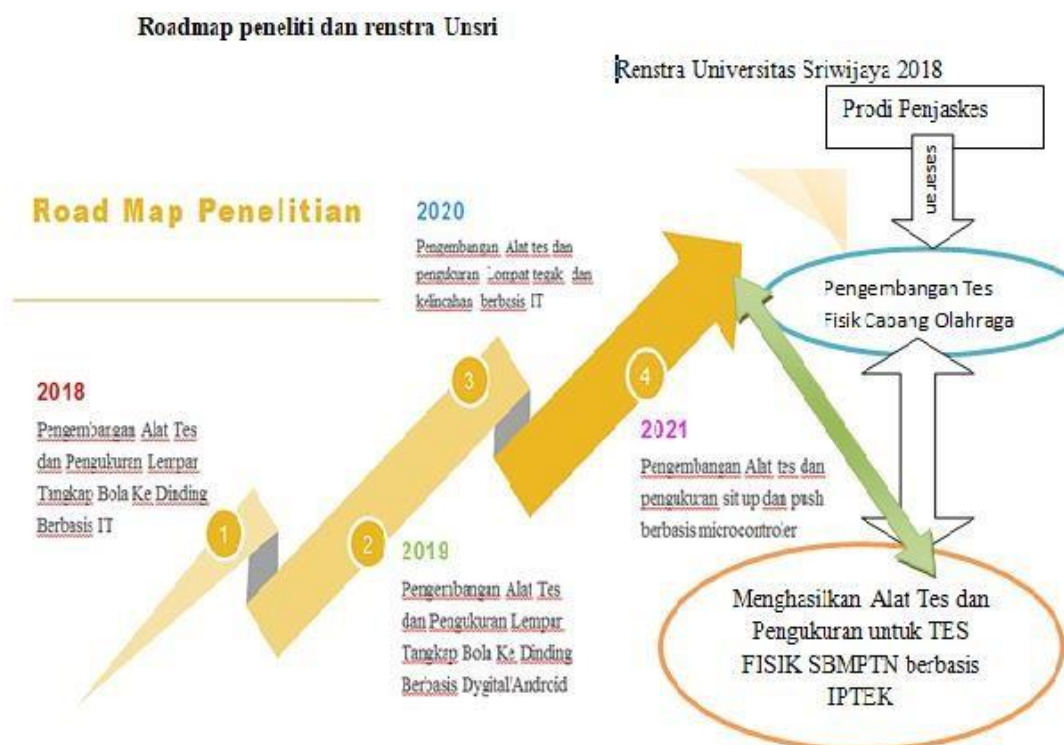 Roadmap peneliti dan renstra Unsri
Renstra Universitas Sriwijaya 2018
Prodi Penjaskes
sasaran
Road Map Penelitian
2020
Pengembangan Alat tes dan
pengukuran Lompat tegak dan
kelincahan berbasis IT
Pengembangan Tes
Fisik Cabang Olahraga
3
4
2018
Pengembangan Alat Tes
dan Pengukuran Lempar
Tangkap Bola Ke Dinding
Berbasis IT
1
2
2021
Pengembangan Alat tes dan
pengukuran sit up dan push
berbasis microcontroler
2019
Pengembangan Alat Tes
dan Pengukuran Lempar
Tangkap Bola Ke Dinding
Berbasis Dygital/Android
Menghasilkan Alat Tes dan
Pengukuran untuk TES
FISIK SBMPTN berbasis
IPTEK